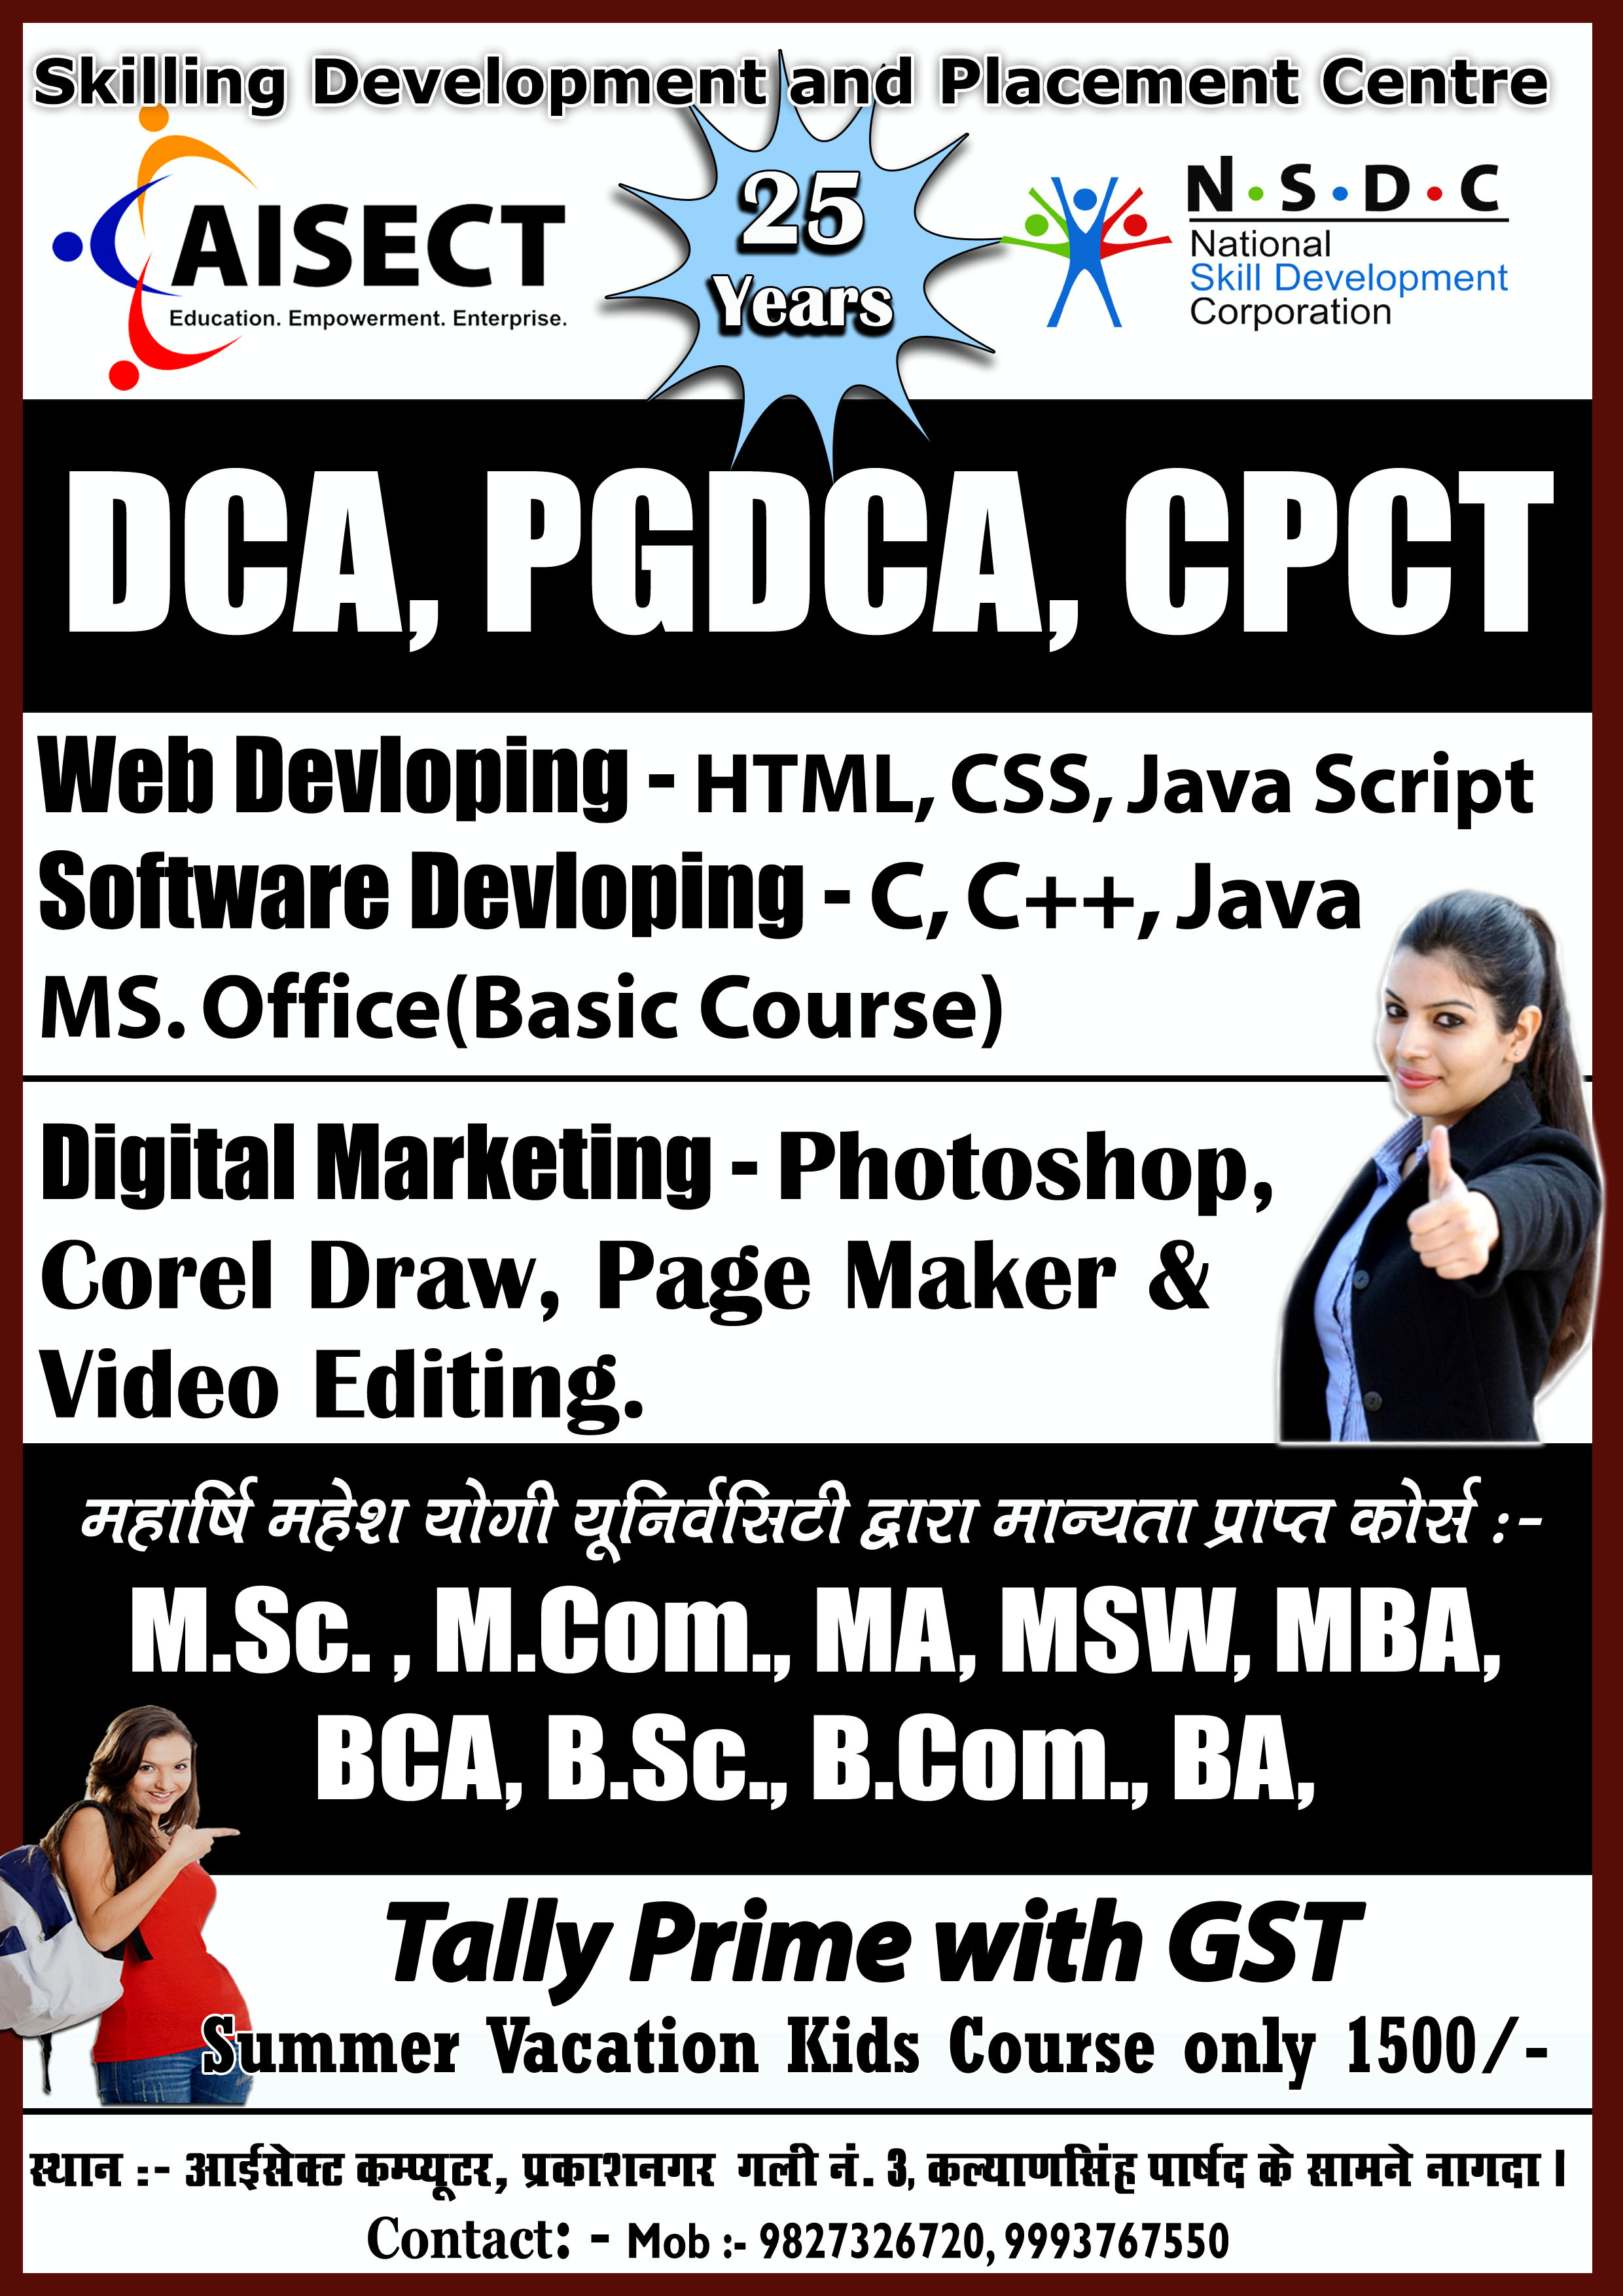 Skilling Development and Placement Centre
AISECT
Education. Empowerment. Enterprise.
25
Years
N•S•D•C
National
Skill Development
Corporation
DCA, PGDCA, CPCT
Web Devloping - HTML, CSS, Java Script
Software Devloping - C, C++, Java
MS. Office(Basic Course)
Digital Marketing - Photoshop,
Corel Draw, Page Maker &
Video Editing.
महार्षि महेश योगी यूनिर्वसिटी द्वारा मान्यता प्राप्त कोर्स :-
M.Sc. , M.Com., MA, MSW, MBA,
BCA, B.Sc., B.Com., BA,
Tally Prime with GST
Summer Vacation Kids Course only 1500/-
स्थान :- आईसेक्ट कम्प्यूटर, प्रकाशनगर गली नं. 3, कल्याणसिंह पार्षद के सामने नागदा ।
Contact: - Mob :- 9827326720, 9993767550